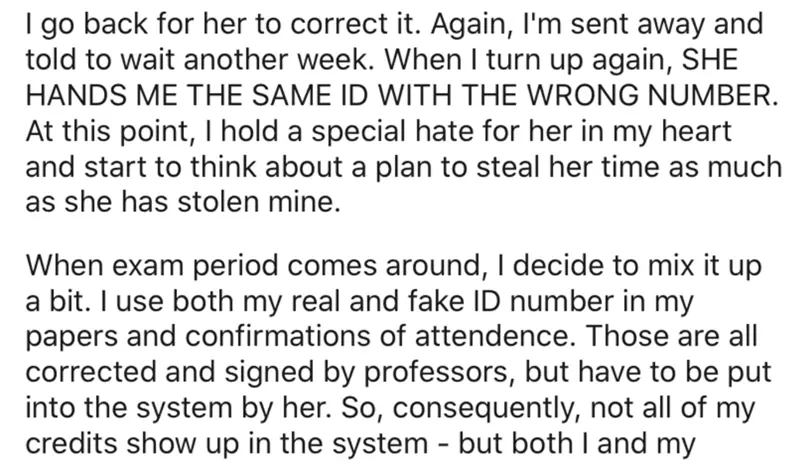 I go back for her to correct it. Again, I'm sent away and
told to wait another week. When I turn up again, SHE
HANDS ME THE SAME ID WITH THE WRONG NUMBER.
At this point, I hold a special hate for her in my heart
and start to think about a plan to steal her time as much
as she has stolen mine.
When exam period comes around, I decide to mix it up
a bit. I use both my real and fake ID number in my
papers and confirmations of attendence. Those are all
corrected and signed by professors, but have to be put
into the system by her. So, consequently, not all of my
credits show up in the system - but both I and my